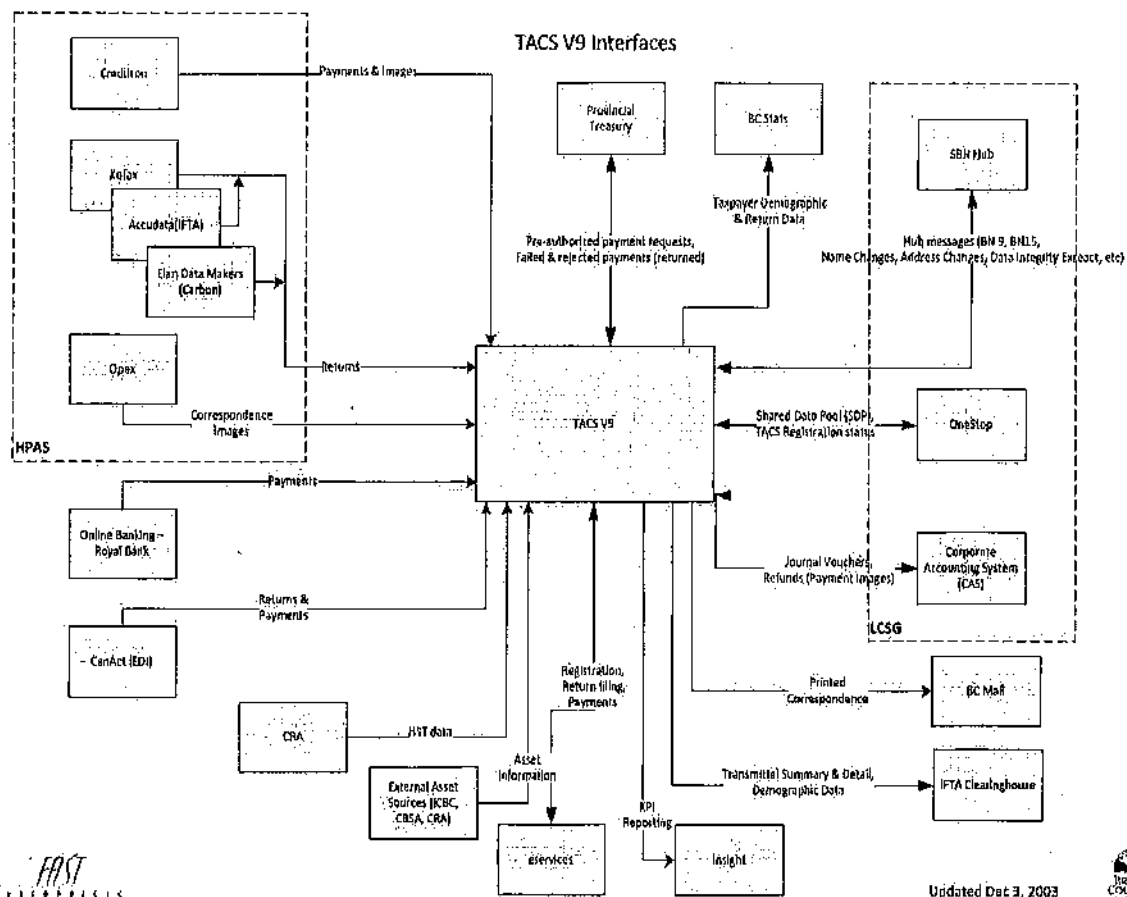 TACS V9 Interfaces
Payments & Images
Provincial
Treasury
BC Stats
SBN Hub
Kofax
Accudata(IFTA)
Elan Data Makers
(Carbon)
Taxpayer Demographic
& Return Data
Pre-authorized payment requests,
Failed & rejected payments (returned)
Hub messages (BN 9, BN15,
Name Changes, Address Changes, Data Integrity Extract, etc)
Opex
Returns
Correspondence
Images
TACS V9
Shared Data Pool (SDP),
TACS Registration status
OneStop
HPAS
Payments
Online Banking –
Royal Bank
Journal Vouchers,
Refunds (Payment Images)
Corporate
Accounting System
(CAS)
LCSG
Returns &
Payments
– CanAct (EDI)
Registration,
Return filing,
Payments
Printed
Correspondence
BC Mail
CRA
HST data
Asset
Information
External Asset
Sources (ICBC,
CBSA, CRA)
Transmittal Summary & Detail,
Demographic Data
IFTA Clearinghouse
KPI
Reporting
eServices
Insight
FAST
Updated Dec 3, 2003